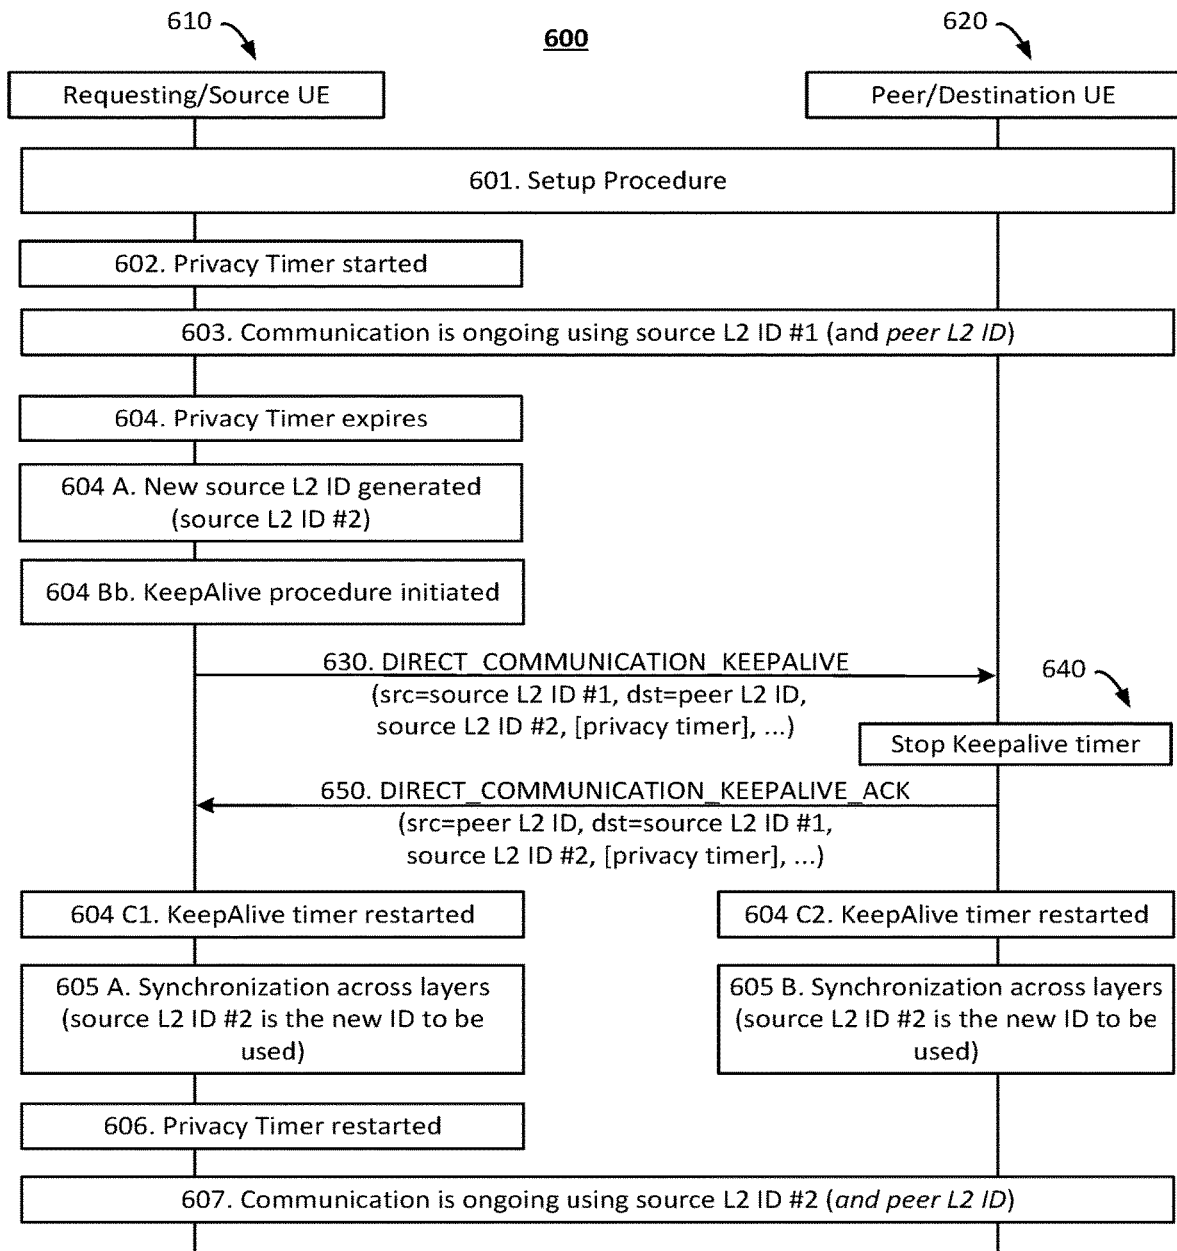 610
600
620
Requesting/Source UE
Peer/Destination UE
601. Setup Procedure
602. Privacy Timer started
603. Communication is ongoing using source L2 ID #1 (and peer L2 ID)
604. Privacy Timer expires
604 A. New source L2 ID generated
(source L2 ID #2)
604 Bb. KeepAlive procedure initiated
630. DIRECT_COMMUNICATION_KEEPALIVE
(src=source L2 ID #1, dst=peer L2 ID,
source L2 ID #2, [privacy timer], ...)
640
Stop Keepalive timer
650. DIRECT_COMMUNICATION_KEEPALIVE_ACK
(src=peer L2 ID, dst=source L2 ID #1,
source L2 ID #2, [privacy timer], ...)
604 C1. KeepAlive timer restarted
604 C2. KeepAlive timer restarted
605 A. Synchronization across layers
(source L2 ID #2 is the new ID to be
used)
605 B. Synchronization across layers
(source L2 ID #2 is the new ID to be
used)
606. Privacy Timer restarted
607. Communication is ongoing using source L2 ID #2 (and peer L2 ID)